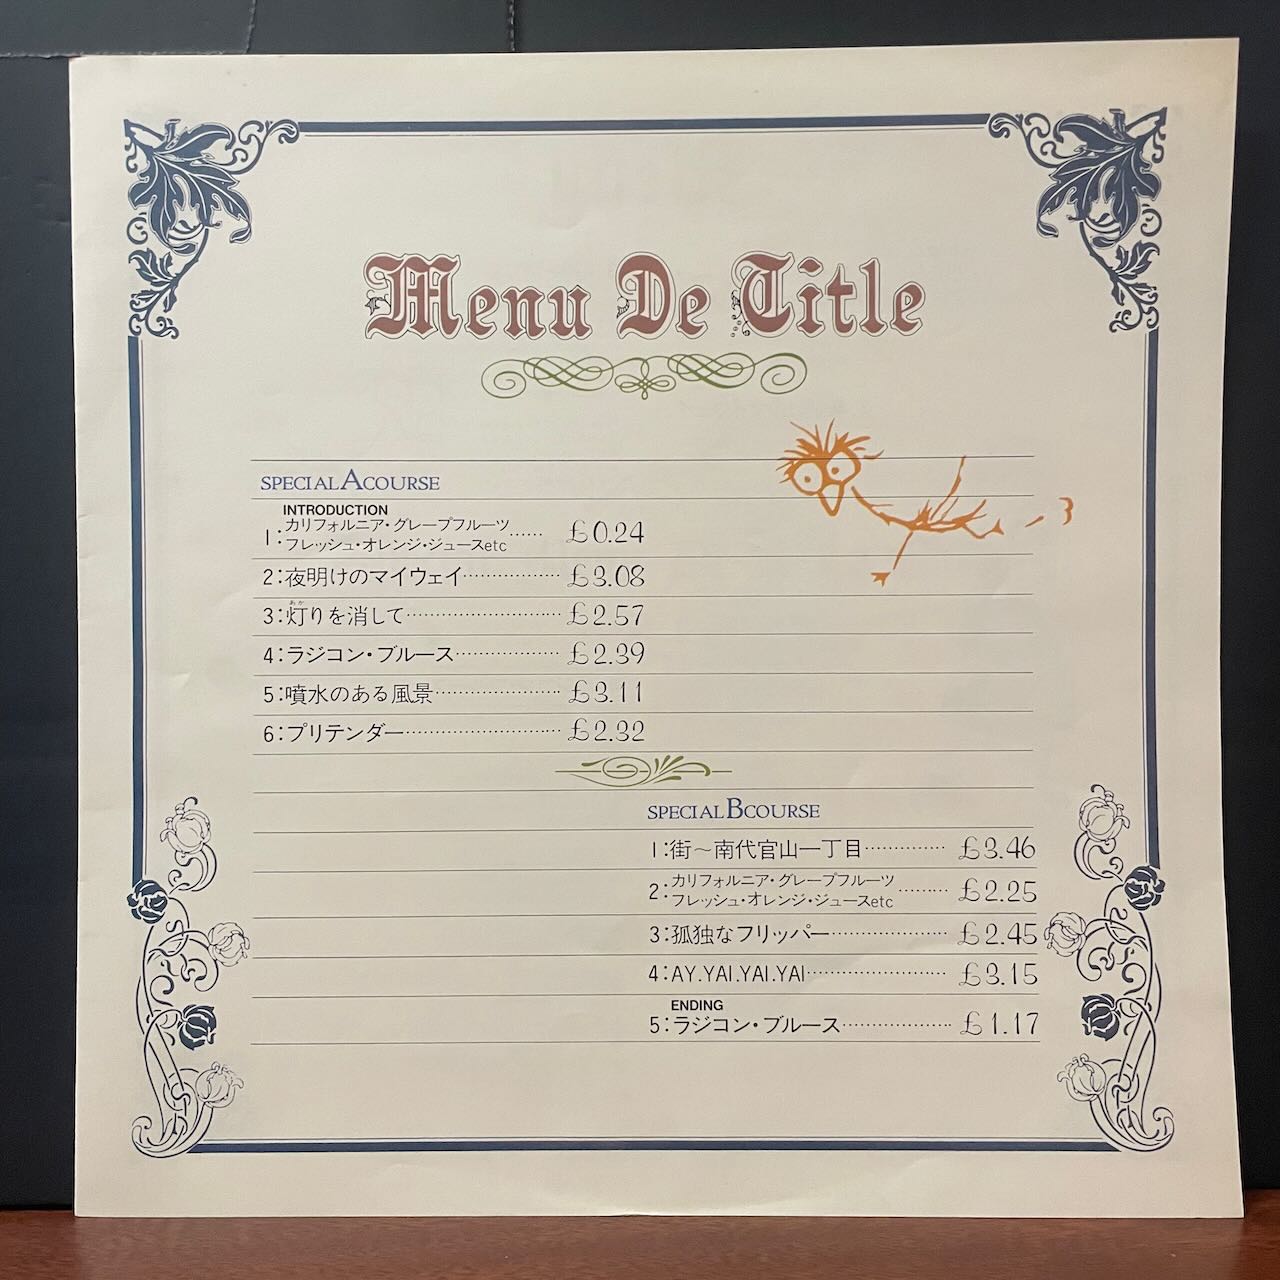 Menu De Title
SPECIAL A COURSE
INTRODUCTION
1:カリフォルニア・グレープフルーツ
フレッシュ・オレンジ・ジュースetc…… £0.24
2:夜明けのマイウェイ……………… £3.08
あか
3:灯りを消して……………………… £2.57
4:ラジコン・ブルース……………… £2.39
5:噴水のある風景………………… £3.11
6:プリテンダー……………………… £2.32
SPECIAL B COURSE
1:街〜南代官山一丁目………… £3.46
2:カリフォルニア・グレープフルーツ
フレッシュ・オレンジ・ジュースetc……… £2.25
3:孤独なフリッパー……………… £2.45
4:AY.YAI.YAI.YAI…………………… £3.15
ENDING
5:ラジコン・ブルース……………… £1.17